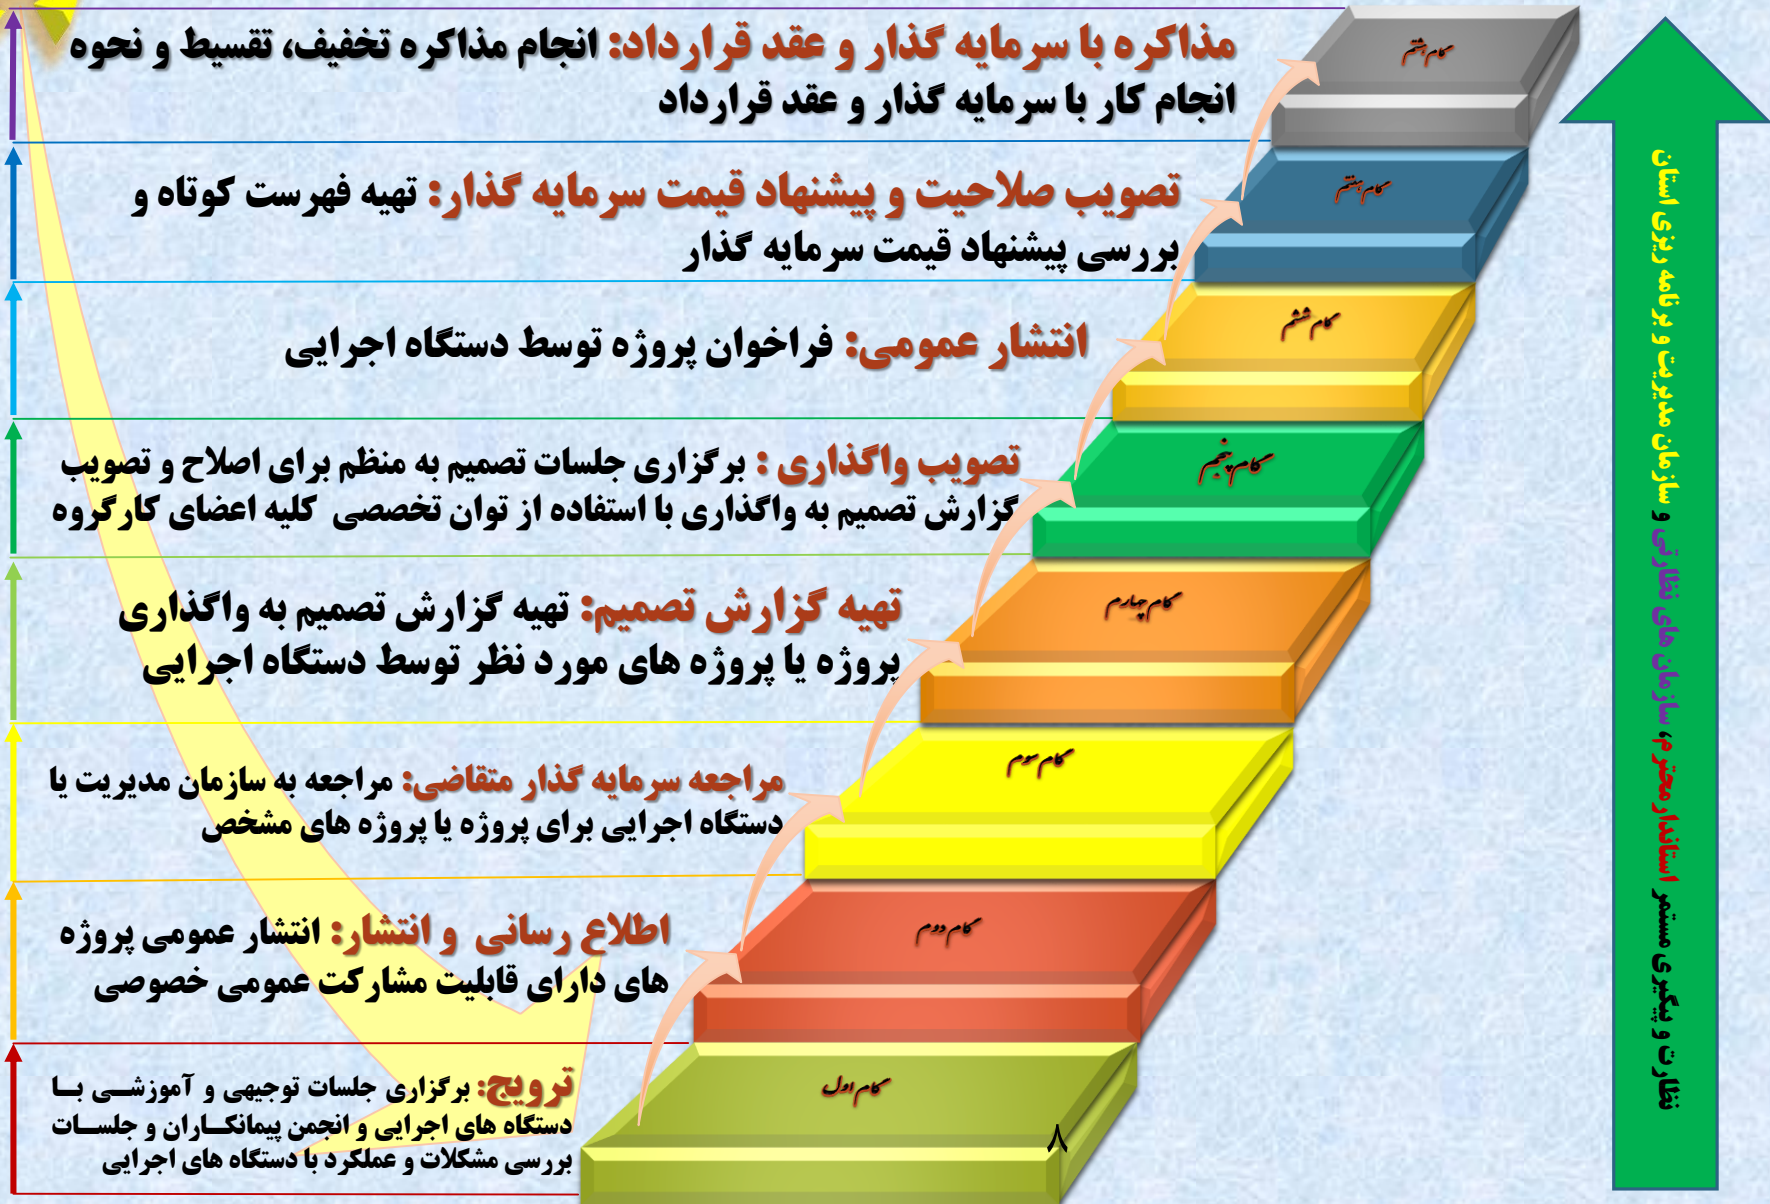 مذاکره با سرمایه گذار و عقد قرارداد: انجام مذاکره تخفیف، تقسیط و نحوه
انجام کار با سرمایه گذار و عقد قرارداد
گام هشتم
تصویب صلاحیت و پیشنهاد قیمت سرمایه گذار: تهیه فهرست کوتاه و
بررسی پیشنهاد قیمت سرمایه گذار
گام هفتم
انتشار عمومی: فراخوان پروژه توسط دستگاه اجرایی
گام ششم
تصویب واگذاری : برگزاری جلسات تصمیم به منظم برای اصلاح و تصویب
گزارش تصمیم به واگذاری با استفاده از توان تخصصی کلیه اعضای کارگروه
گام پنجم
تهیه گزارش تصمیم: تهیه گزارش تصمیم به واگذاری
پروژه یا پروژه های مورد نظر توسط دستگاه اجرایی
گام چهارم
مراجعه سرمایه گذار متقاضی: مراجعه به سازمان مدیریت یا
دستگاه اجرایی برای پروژه یا پروژه های مشخص
گام سوم
اطلاع رسانی و انتشار: انتشار عمومی پروژه
های دارای قابلیت مشارکت عمومی خصوصی
گام دوم
ترویج: برگزاری جلسات توجیهی و آموزشی با
دستگاه های اجرایی و انجمن پیمانکاران و جلسات
بررسی مشکلات و عملکرد با دستگاه های اجرایی
گام اول
۸
نظارت و پیگیری مستمر استاندار محترم، سازمان های نظارتی و سازمان مدیریت و برنامه ریزی استان